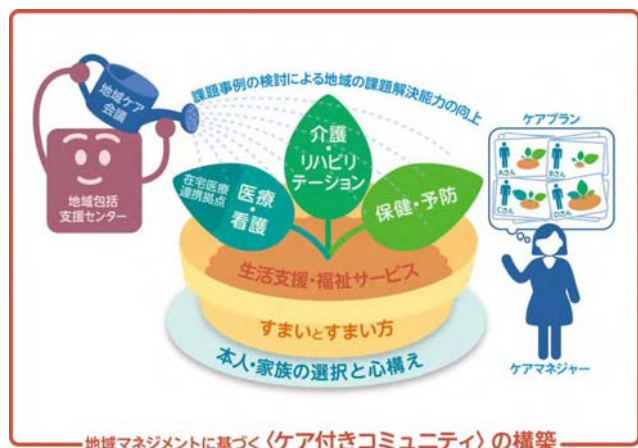 地域ケア
会議
課題事例の検討による地域の課題解決能力の向上
ケアプラン
Aさん
Bさん
Cさん
Dさん
地域包括
支援センター
在宅医療
連携拠点
医療
・
看護
介護
・
リハビリ
テーション
保健・予防
生活支援・福祉サービス
すまいとすまい方
本人・家族の選択と心構え
ケアマネジャー
地域マネジメントに基づく〈ケア付きコミュニティ〉の構築